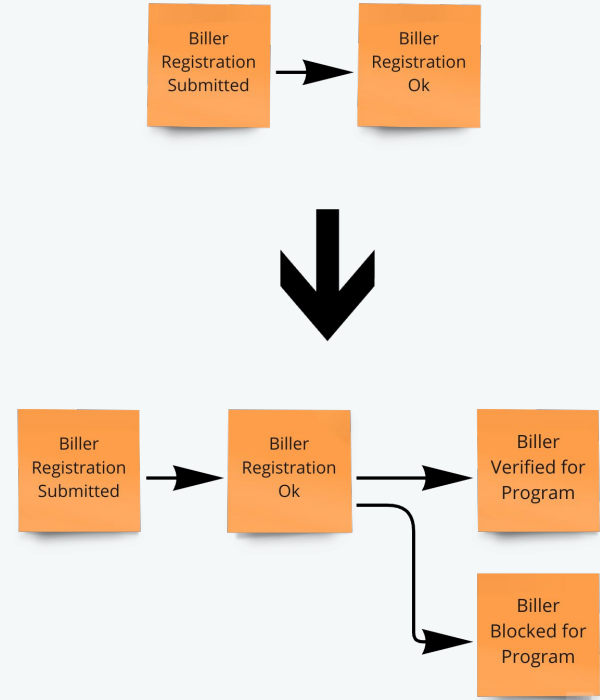 Biller
Registration
Submitted
Biller
Registration
Ok
Biller
Registration
Submitted
Biller
Registration
Ok
Biller
Verified for
Program
Biller
Blocked for
Program